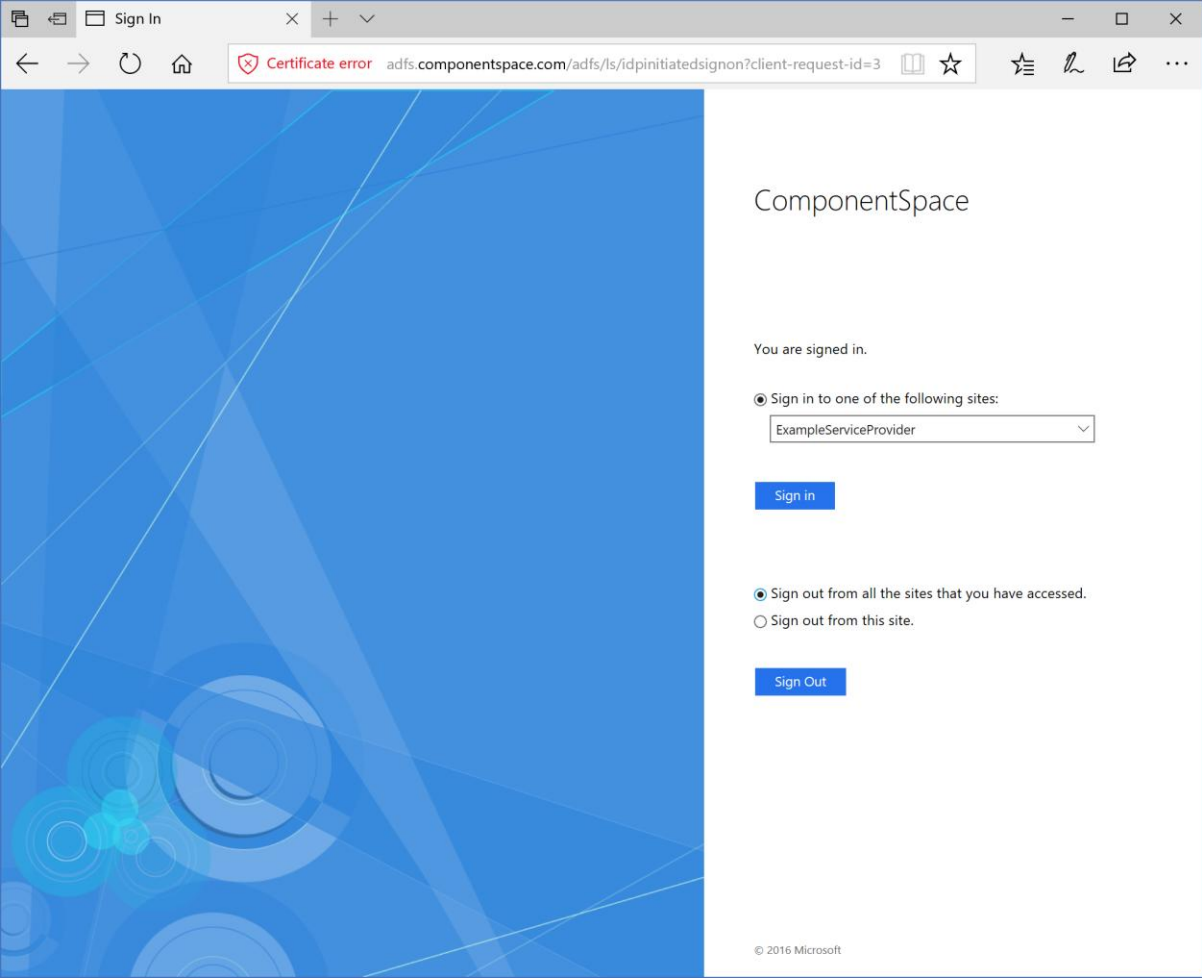 Sign In
Certificate error adfs.componentspace.com/adfs/ls/idpinitiatedsignon?client-request-id=3
ComponentSpace
You are signed in.
Sign in to one of the following sites:
ExampleServiceProvider
Sign in
Sign out from all the sites that you have accessed.
Sign out from this site.
Sign Out
© 2016 Microsoft